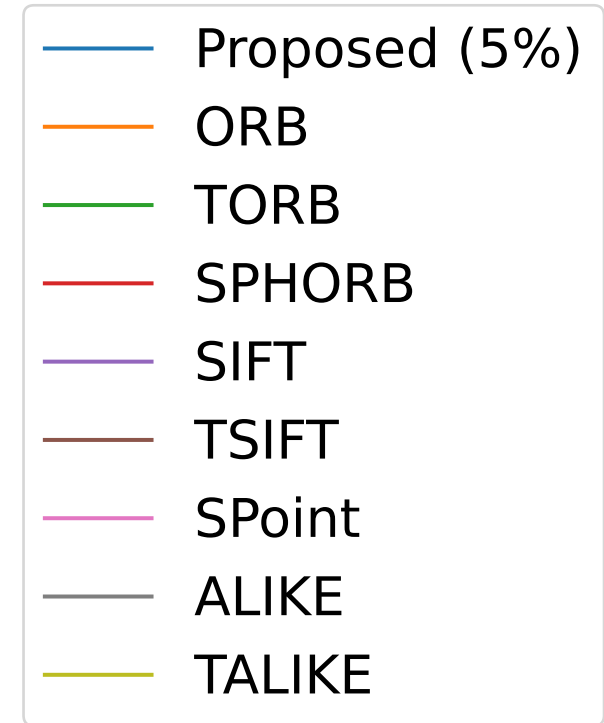 Proposed (5%)
ORB
TORB
SPHORB
SIFT
TSIFT
SPoint
ALIKE
TALIKE